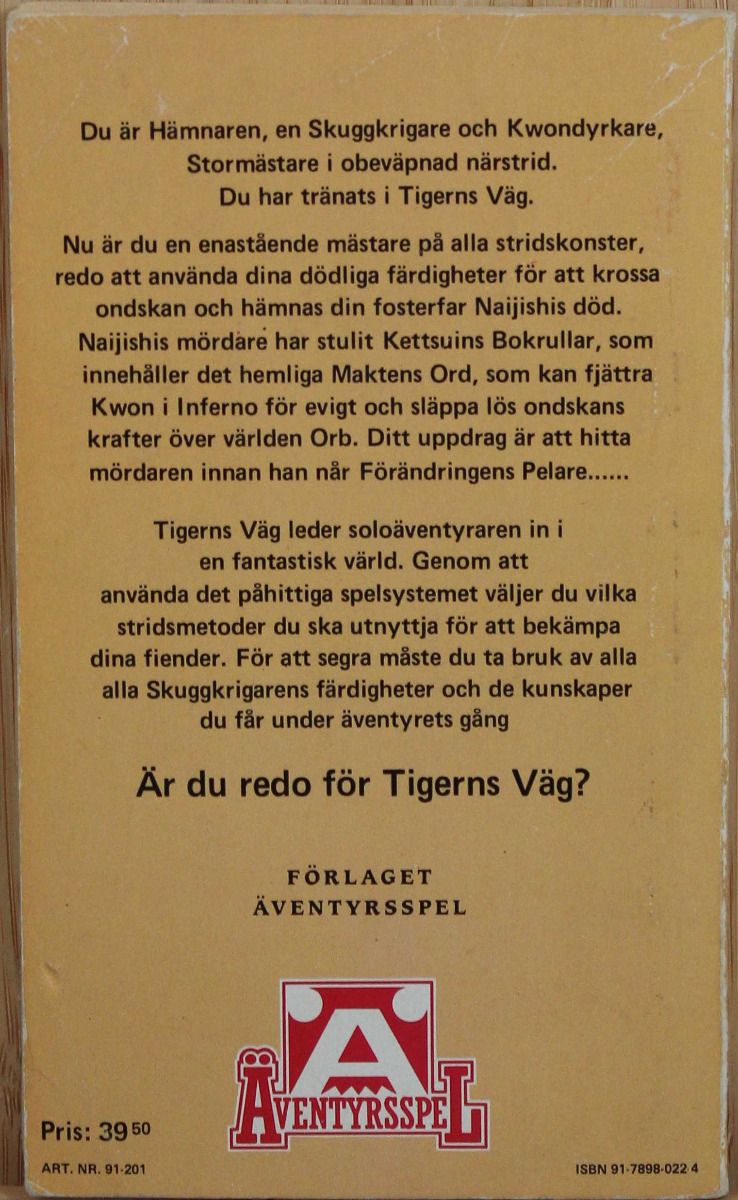 Du är Hämnaren, en Skuggkrigare och Kwondyrkare,
Stormästare i obeväpnad närstrid.
Du har tränats i Tigerns Väg.
Nu är du en enastående mästare på alla stridskonster,
redo att använda dina dödliga färdigheter för att krossa
ondskan och hämnas din fosterfar Naijishis död.
Naijishis mördare har stulit Kettsuins Bokrullar, som
innehåller det hemliga Maktens Ord, som kan fjättra
Kwon i Inferno för evigt och släppa lös ondskans
krafter över världen Orb. Ditt uppdrag är att hitta
mördaren innan han når Förändringens Pelare......
Tigerns Väg leder soloäventyraren in i
en fantastisk värld. Genom att
använda det påhittiga spelsystemet väljer du vilka
stridsmetoder du ska utnyttja för att bekämpa
dina fiender. För att segra måste du ta bruk av alla
alla Skuggkrigarens färdigheter och de kunskaper
du får under äventyrets gång
Är du redo för Tigerns Väg?
FÖRLAGET
ÄVENTYRSSPEL
Ä
ÄVENTYRSSPEL
Pris: 39 50
ART. NR. 91-201
ISBN 91-7898-022 4